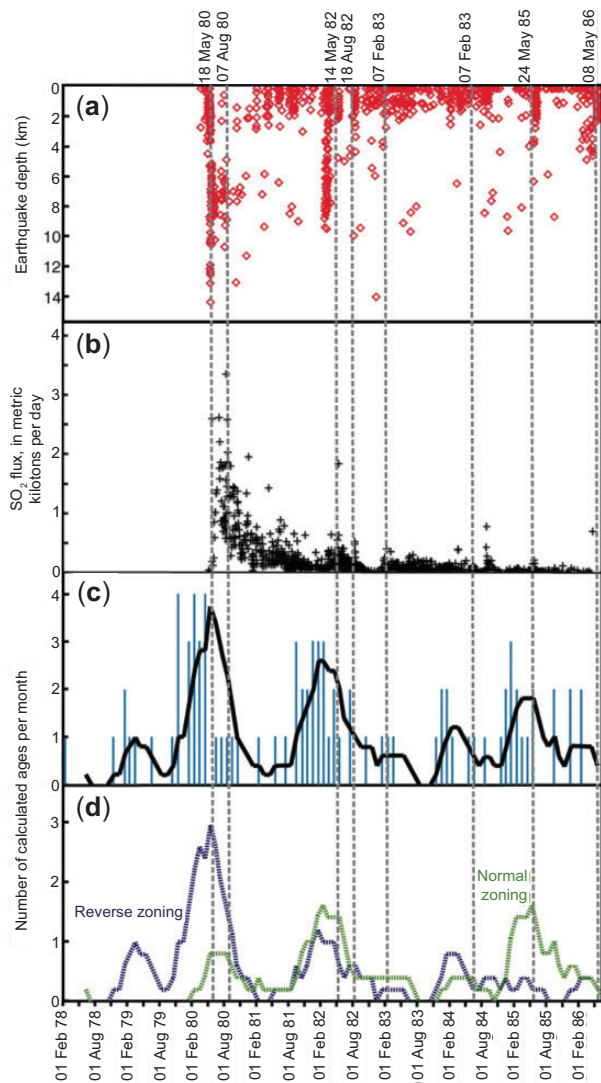 18 May 80
07 Aug 80
14 May 82
18 Aug 82
07 Feb 83
07 Feb 83
24 May 85
08 May 86
(a)
Earthquake depth (km)
0
2
4
6
8
10
12
14
(b)
SO2 flux, in metric
kilotons per day
4
3
2
1
0
(c)
Number of calculated ages per month
4
3
2
1
0
(d)
3
2
1
0
Reverse zoning
Normal
zoning
01 Feb 78
01 Aug 78
01 Feb 79
01 Aug 79
01 Feb 80
01 Aug 80
01 Feb 81
01 Aug 81
01 Feb 82
01 Aug 82
01 Feb 83
01 Aug 83
01 Feb 84
01 Aug 84
01 Feb 85
01 Aug 85
01 Feb 86